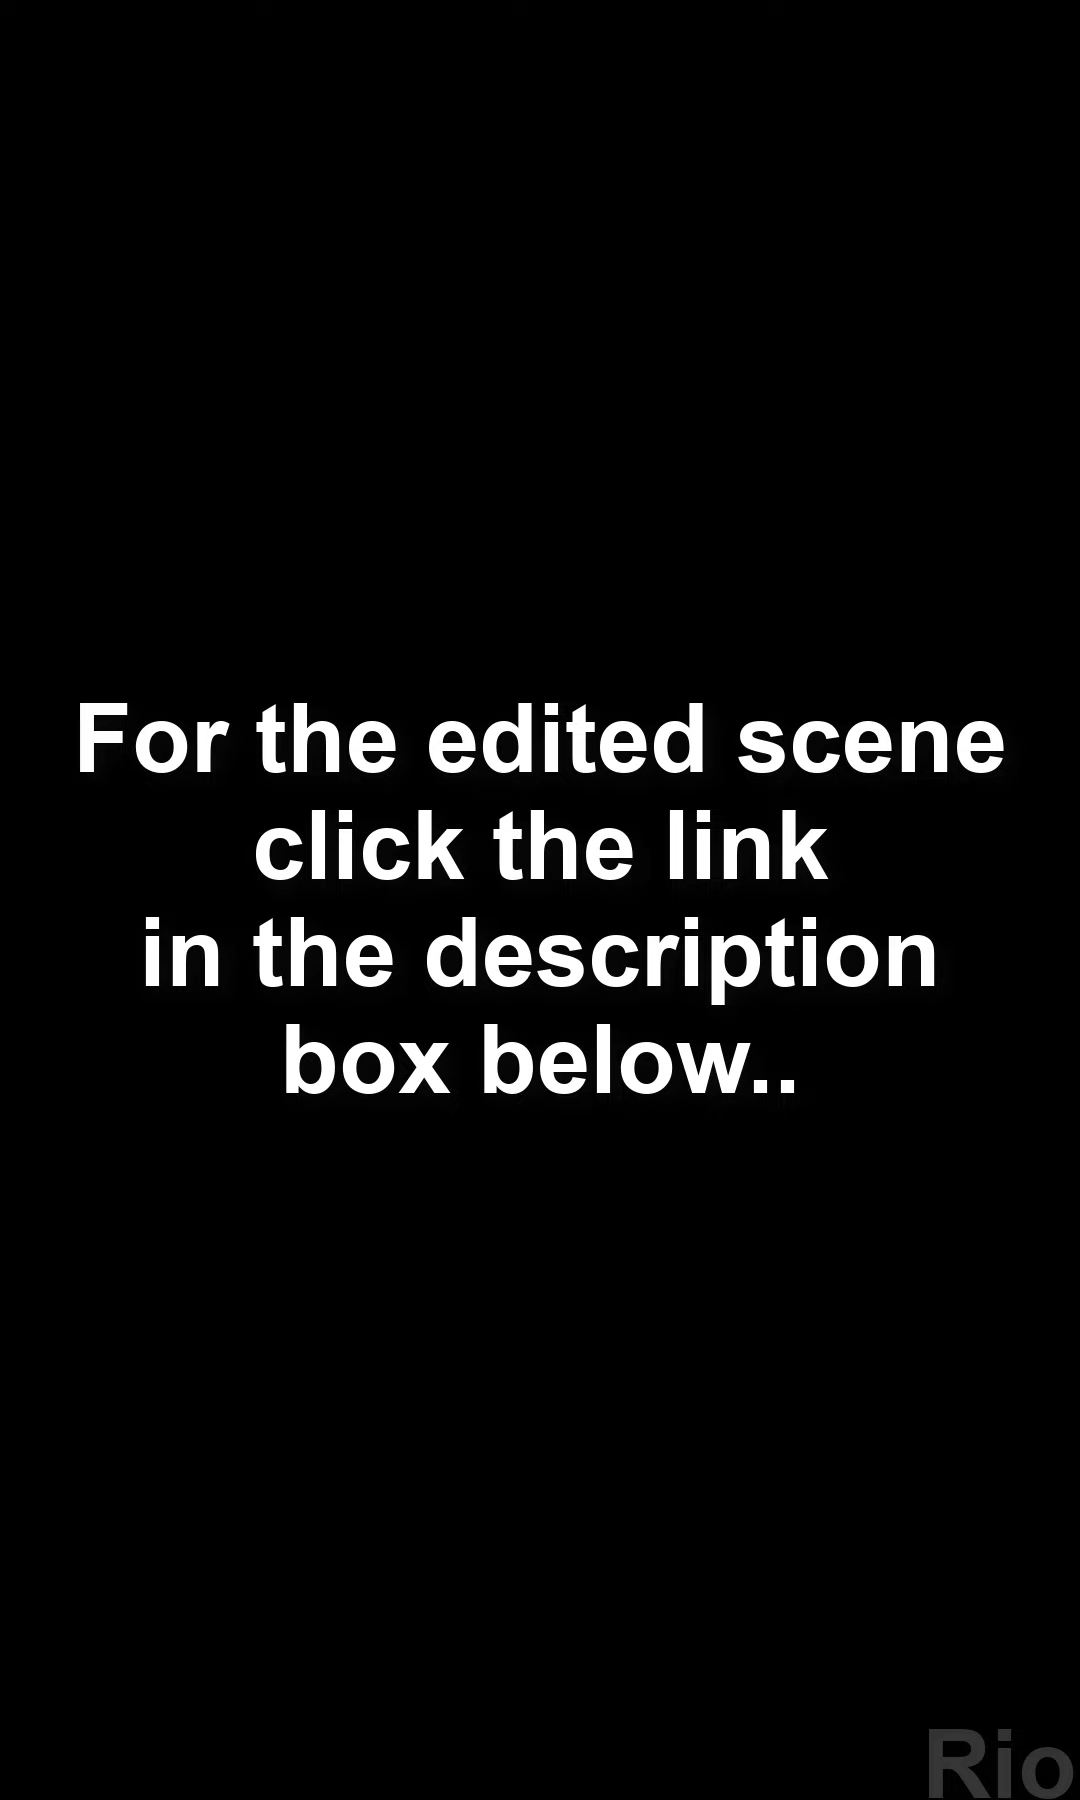 For the edited scene
click the link
in the description
box below..
Rio